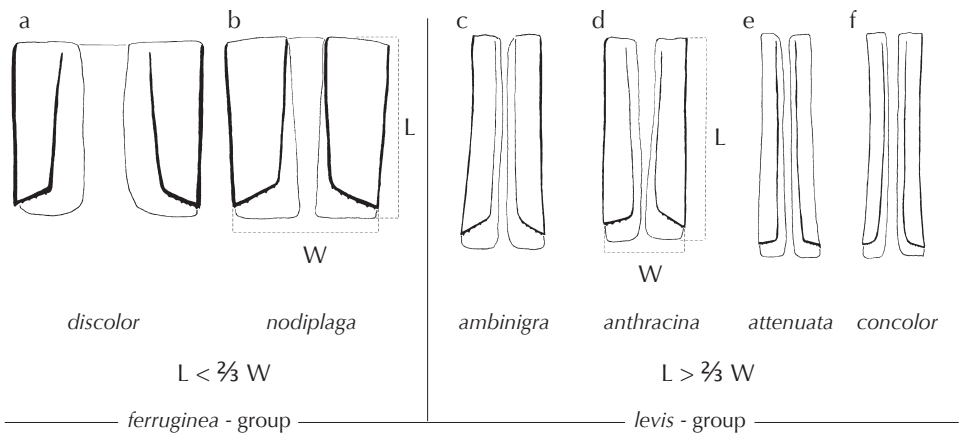 a b c d e f
L L
W W
discolor nodiplaga ambinigra anthracina attenuata concolor
L < ⅔ W L > ⅔ W
ferruginea - group levis - group